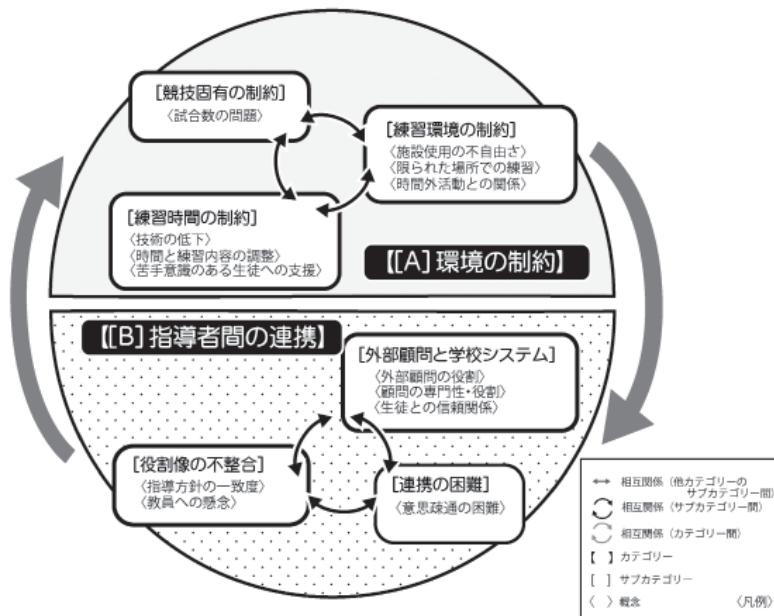 [競技固有の制約]
〈試合数の問題〉
[練習環境の制約]
〈施設使用の不自由さ〉
〈限られた場所での練習〉
〈時間外活動との関係〉
[練習時間の制約]
〈技術の低下〉
〈時間と練習内容の調整〉
〈苦手意識のある生徒への支援〉
【[A]環境の制約】
【[B]指導者間の連携】
[外部顧問と学校システム]
〈外部顧問の役割〉
〈顧問の専門性・役割〉
〈生徒との信頼関係〉
[役割像の不整合]
〈指導方針の一致度〉
〈教員への懸念〉
[連携の困難]
〈意思疎通の困難〉
相互関係（他カテゴリーの
サブカテゴリー間）
相互関係（サブカテゴリー間）
相互関係（カテゴリー間）
【 】カテゴリー
[ ] サブカテゴリー
〈 〉概念 〈凡例〉